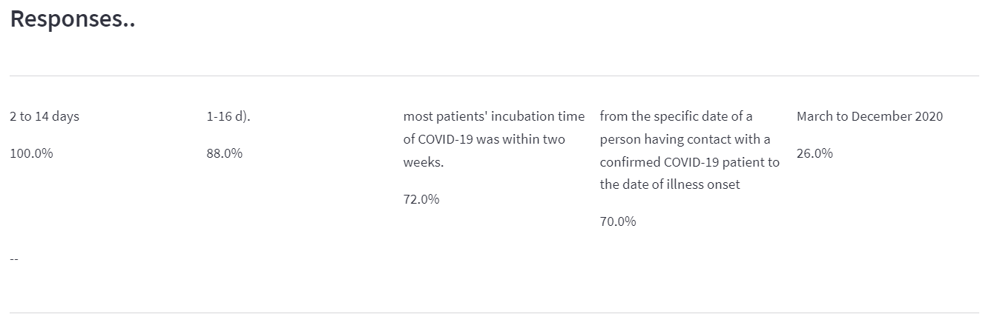 Responses..
2 to 14 days
100.0%
1-16 d).
88.0%
most patients' incubation time
of COVID-19 was within two
weeks.
72.0%
from the specific date of a
person having contact with a
confirmed COVID-19 patient to
the date of illness onset
70.0%
March to December 2020
26.0%
--